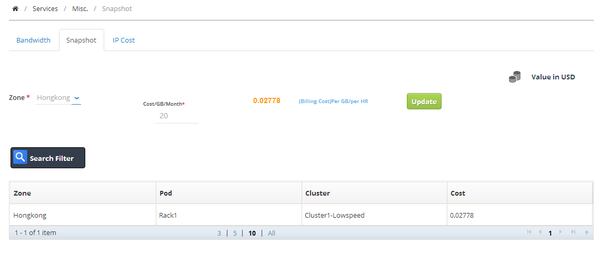 / Services / Misc. / Snapshot
Bandwidth Snapshot IP Cost
Value in USD
Zone * Hongkong
Cost/GB/Month*
20
0.02778
(Billing Cost)Per GB/per HR
Update
Search Filter
Zone Pod Cluster Cost
Hongkong Rack1 Cluster1-Lowspeed 0.02778
1 - 1 of 1 item 3 | 5 | 10 | All 1